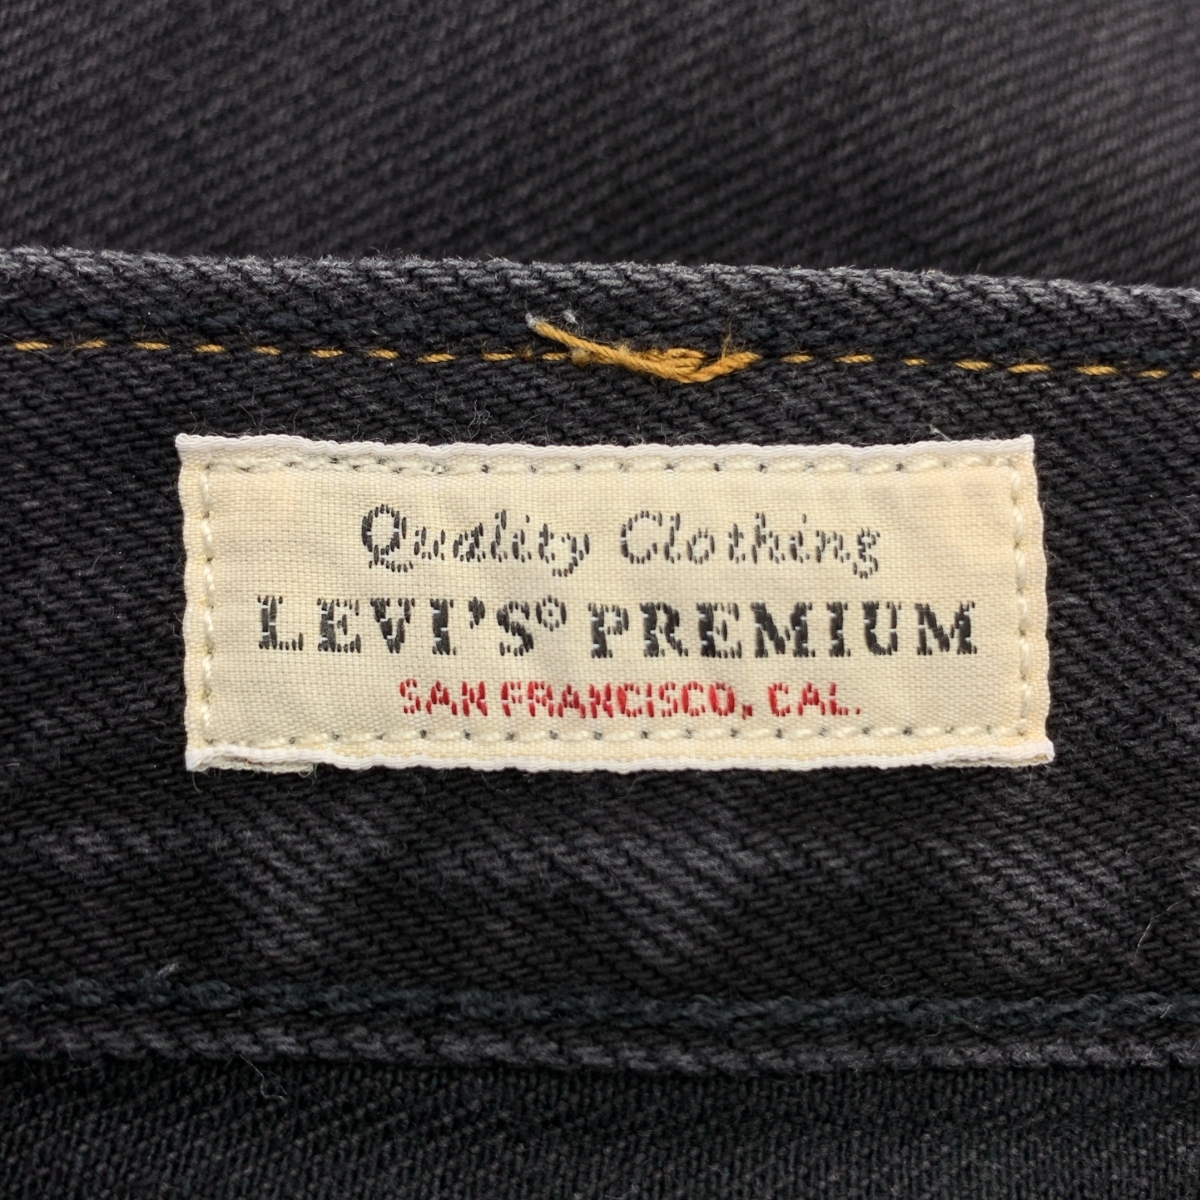 Quality Clothing
LEVI'S® PREMIUM
SAN FRANCISCO, CAL.